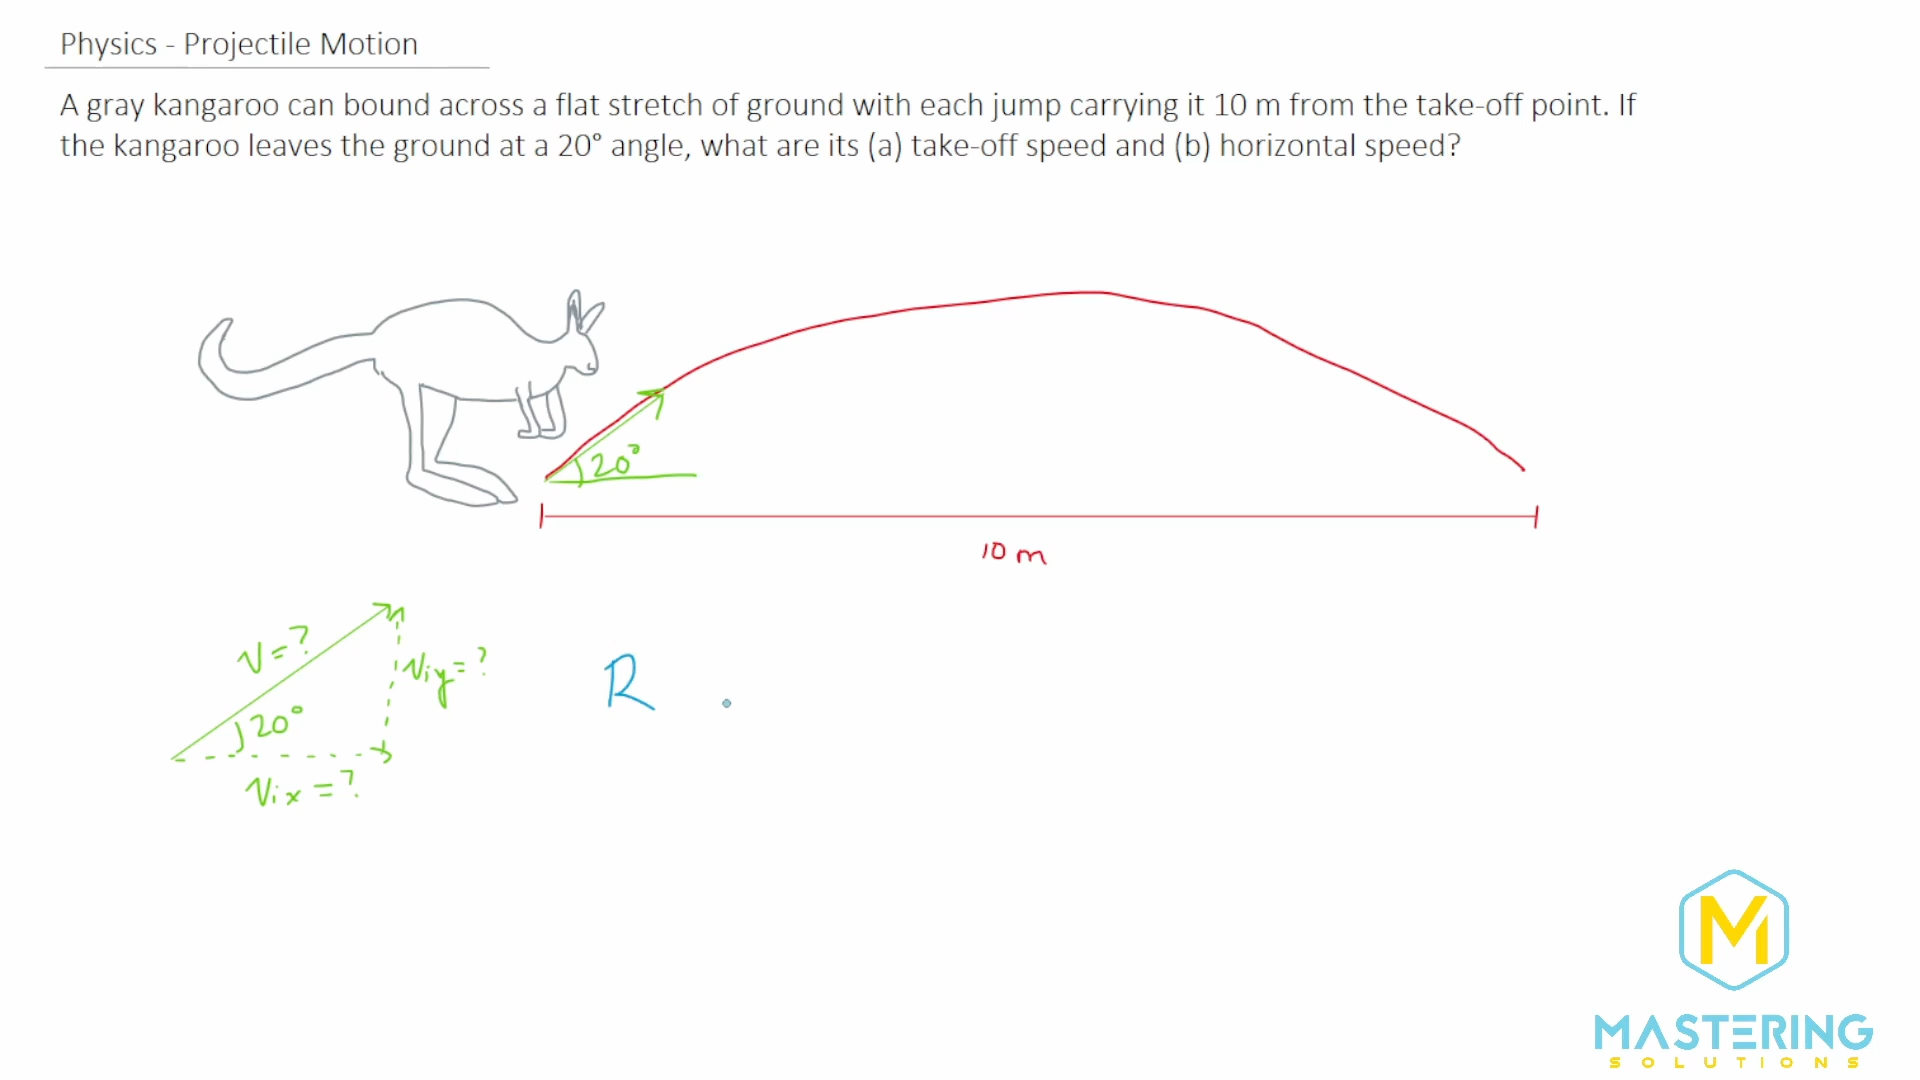 Physics - Projectile Motion
A gray kangaroo can bound across a flat stretch of ground with each jump carrying it 10 m from the take-off point. If
the kangaroo leaves the ground at a 20° angle, what are its (a) take-off speed and (b) horizontal speed?
20°
10 m
v = ?
viy = ?
20°
vix = ?
R
MASTERING
SOLUTIONS